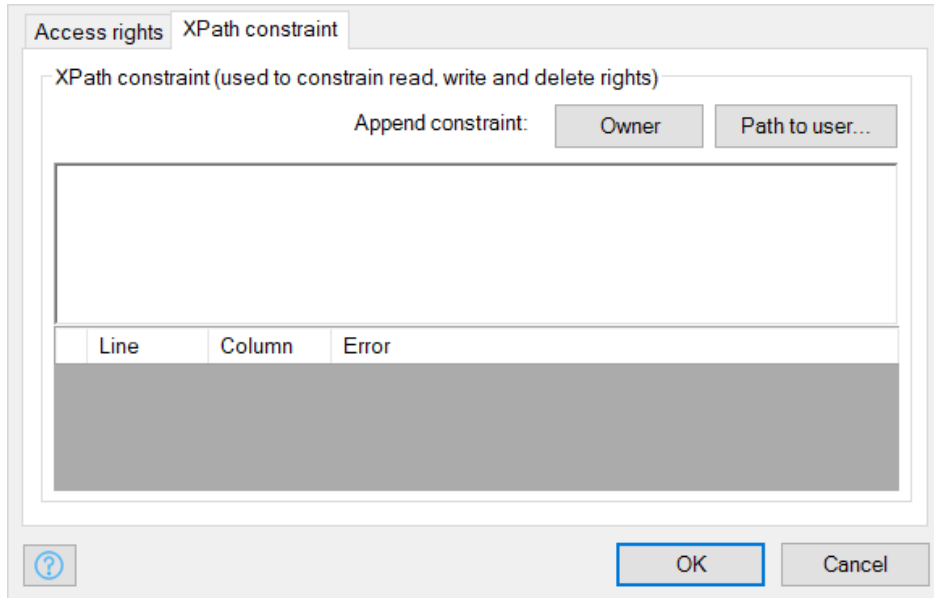 Access rights XPath constraint
XPath constraint (used to constrain read, write and delete rights)
Append constraint: Owner Path to user...
Line Column Error
? OK Cancel